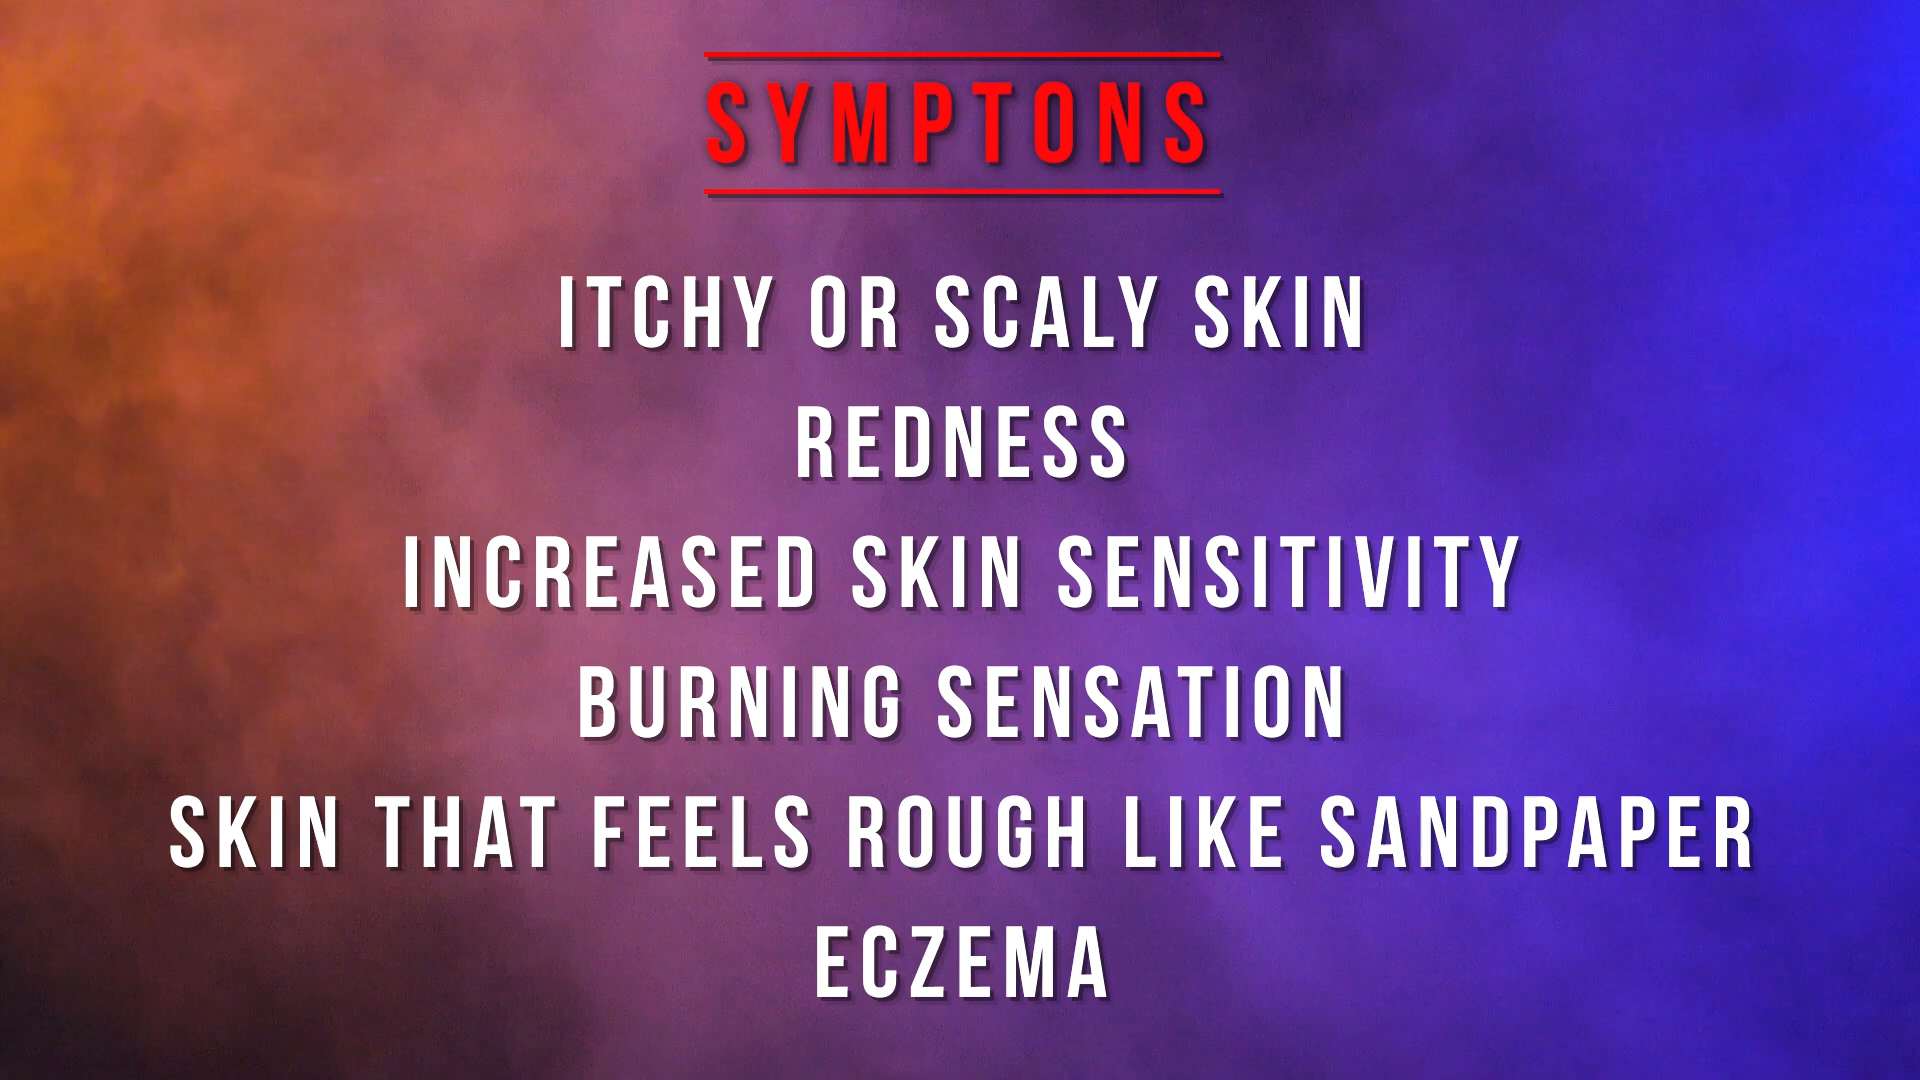 SYMPTONS
ITCHY OR SCALY SKIN
REDNESS
INCREASED SKIN SENSITIVITY
BURNING SENSATION
SKIN THAT FEELS ROUGH LIKE SANDPAPER
ECZEMA